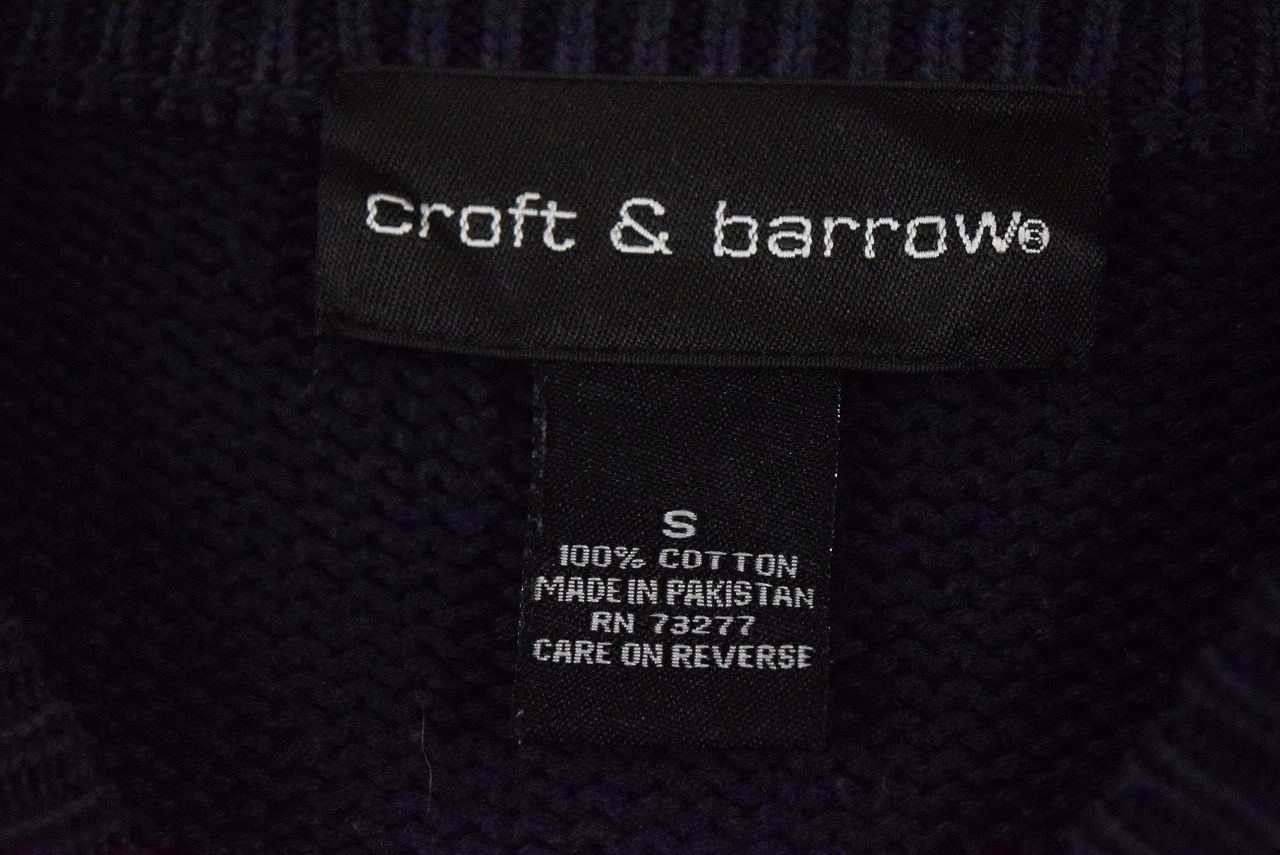 croft & barrow®
S
100% COTTON
MADE IN PAKISTAN
RN 73277
CARE ON REVERSE